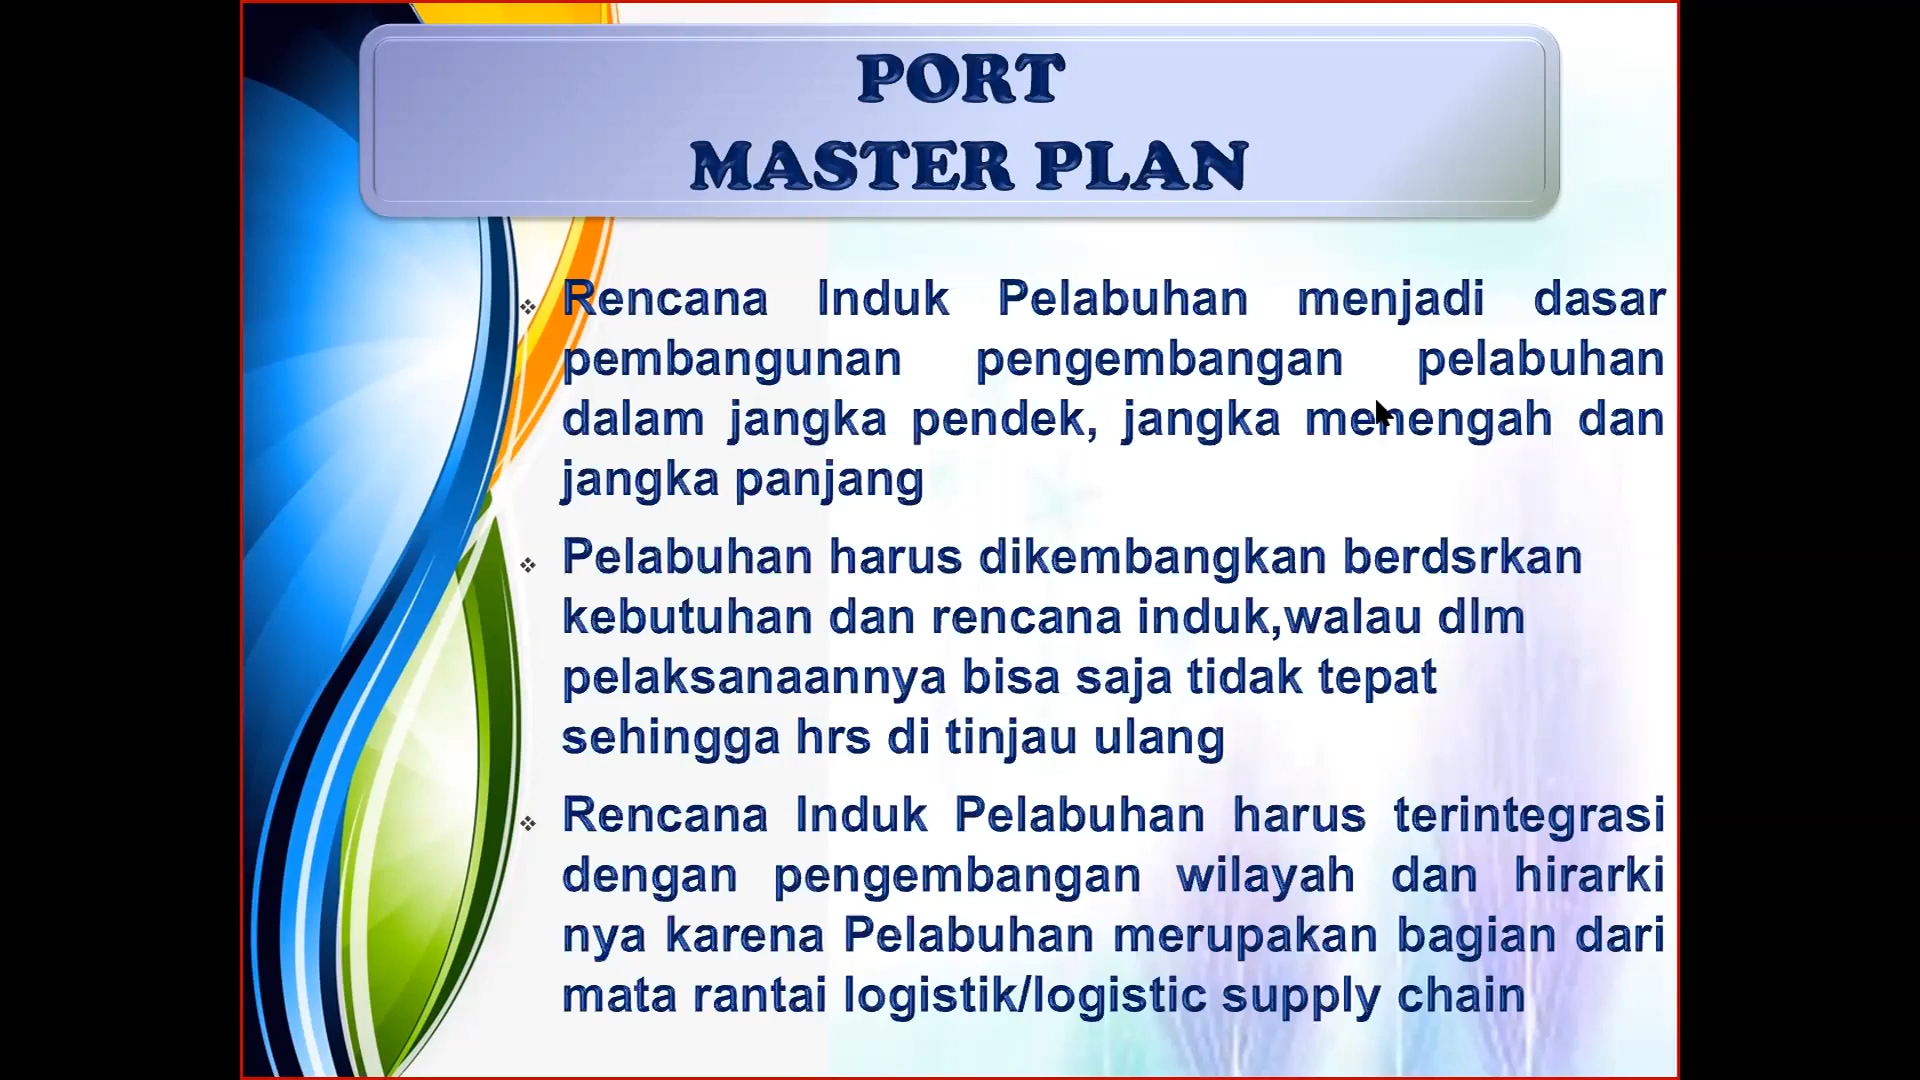 PORT
MASTER PLAN
Rencana Induk Pelabuhan menjadi dasar
pembangunan pengembangan pelabuhan
dalam jangka pendek, jangka menengah dan
jangka panjang
Pelabuhan harus dikembangkan berdsrkan
kebutuhan dan rencana induk,walau dlm
pelaksanaannya bisa saja tidak tepat
sehingga hrs di tinjau ulang
Rencana Induk Pelabuhan harus terintegrasi
dengan pengembangan wilayah dan hirarki
nya karena Pelabuhan merupakan bagian dari
mata rantai logistik/logistic supply chain